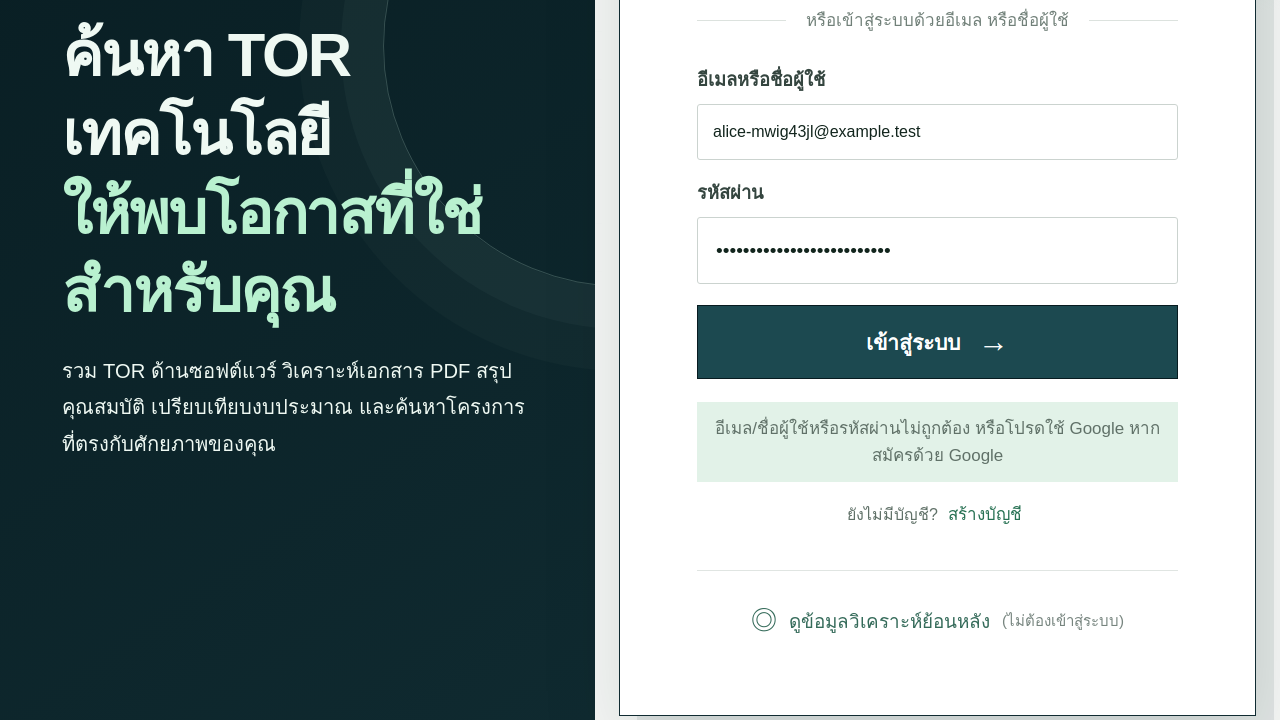 ค้นหา TOR
เทคโนโลยี
ให้พบโอกาสที่ใช่
สำหรับคุณ
รวม TOR ด้านซอฟต์แวร์ วิเคราะห์เอกสาร PDF สรุป
คุณสมบัติ เปรียบเทียบงบประมาณ และค้นหาโครงการ
ที่ตรงกับศักยภาพของคุณ
หรือเข้าสู่ระบบด้วยอีเมล หรือชื่อผู้ใช้
อีเมลหรือชื่อผู้ใช้
alice-mwig43jl@example.test
รหัสผ่าน
••••••••••••••••••••••••••
เข้าสู่ระบบ →
อีเมล/ชื่อผู้ใช้หรือรหัสผ่านไม่ถูกต้อง หรือโปรดใช้ Google หาก
สมัครด้วย Google
ยังไม่มีบัญชี? สร้างบัญชี
ดูข้อมูลวิเคราะห์ย้อนหลัง (ไม่ต้องเข้าสู่ระบบ)